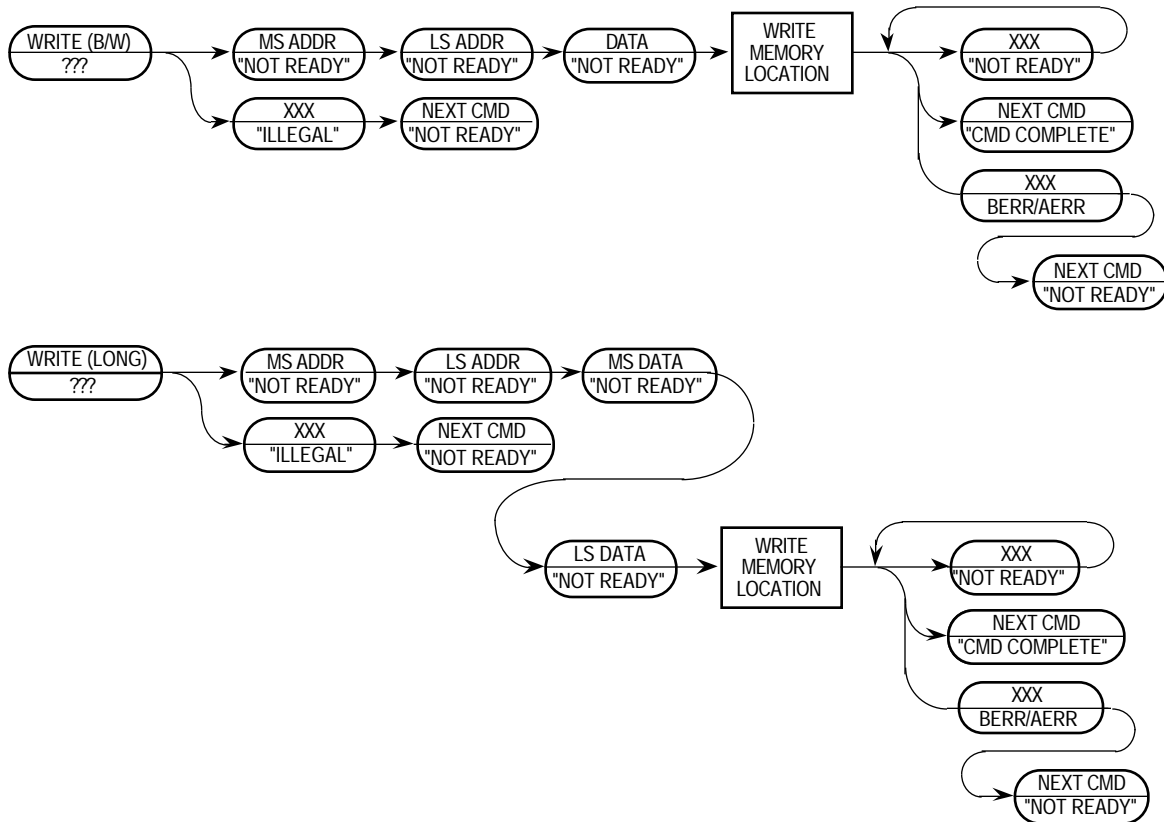 WRITE (B/W)
???
MS ADDR
"NOT READY"
LS ADDR
"NOT READY"
DATA
"NOT READY"
WRITE
MEMORY
LOCATION
XXX
"NOT READY"
XXX
"ILLEGAL"
NEXT CMD
"NOT READY"
NEXT CMD
"CMD COMPLETE"
XXX
BERR/AERR
NEXT CMD
"NOT READY"
WRITE (LONG)
???
MS ADDR
"NOT READY"
LS ADDR
"NOT READY"
MS DATA
"NOT READY"
XXX
"ILLEGAL"
NEXT CMD
"NOT READY"
LS DATA
"NOT READY"
WRITE
MEMORY
LOCATION
XXX
"NOT READY"
NEXT CMD
"CMD COMPLETE"
XXX
BERR/AERR
NEXT CMD
"NOT READY"